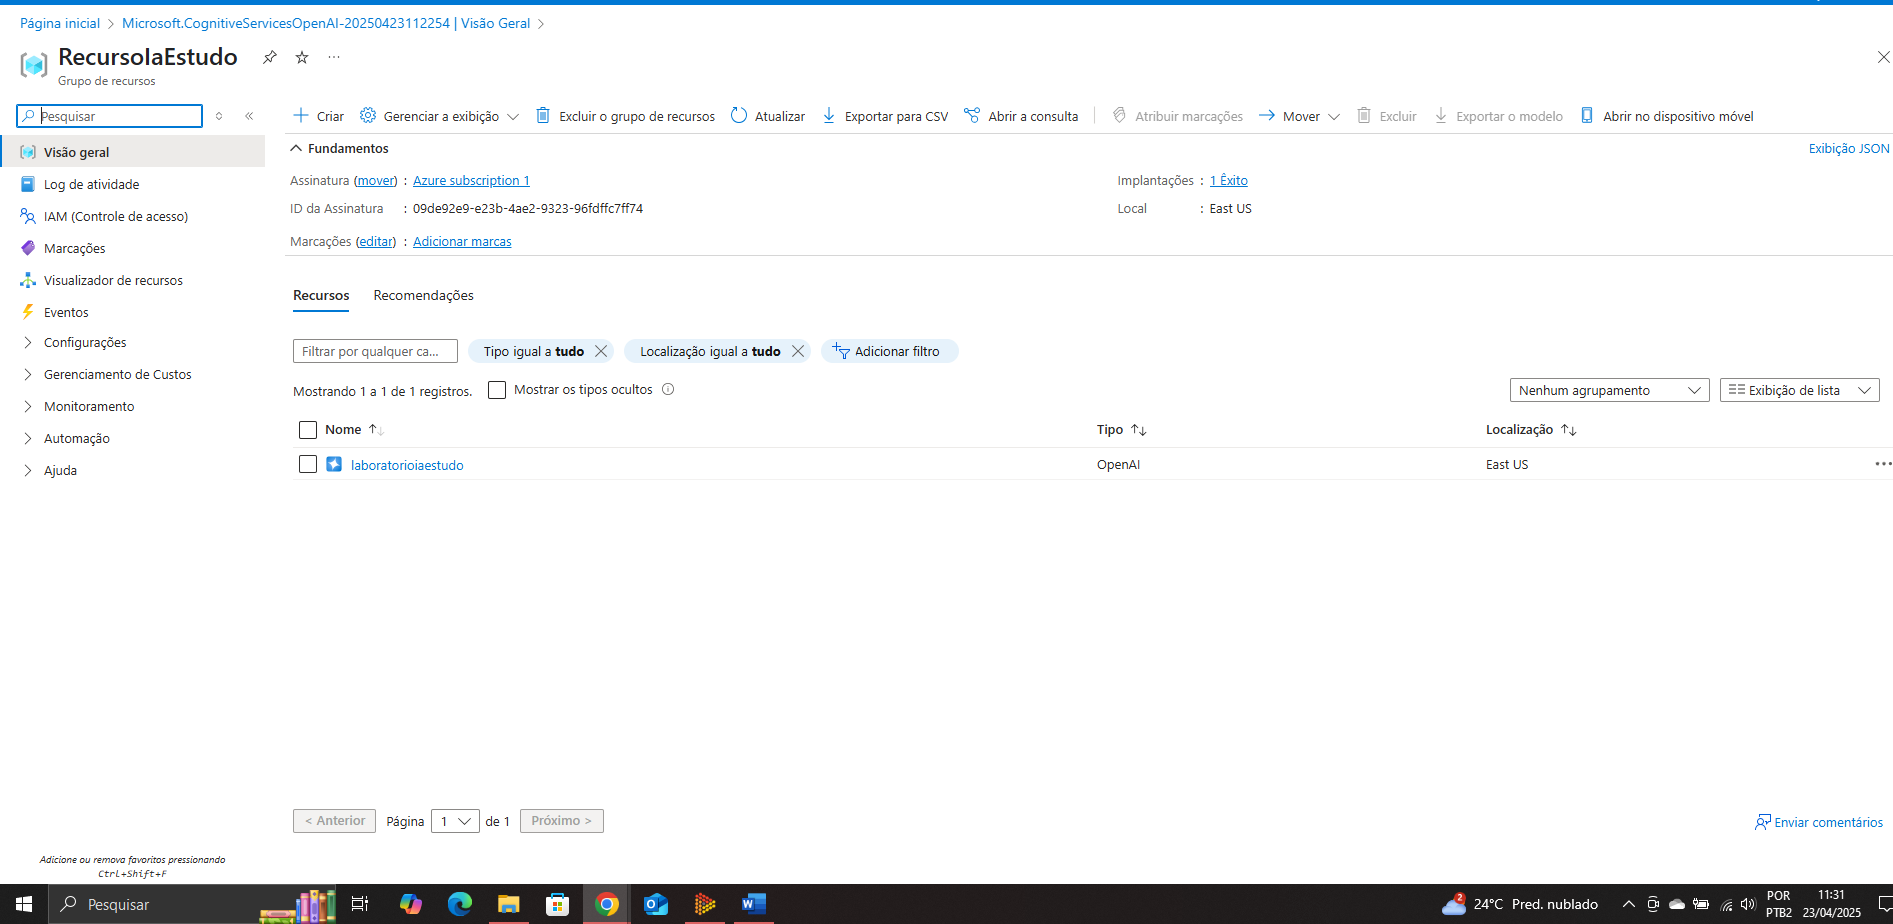 Página inicial > Microsoft.CognitiveServicesOpenAI-20250423112254 | Visão Geral >
RecursoIaEstudo
Grupo de recursos
Pesquisar
Criar Gerenciar a exibição Excluir o grupo de recursos Atualizar Exportar para CSV Abrir a consulta Atribuir marcações Mover Excluir Exportar o modelo Abrir no dispositivo móvel
Visão geral
Log de atividade
IAM (Controle de acesso)
Marcações
Visualizador de recursos
Eventos
Configurações
Gerenciamento de Custos
Monitoramento
Automação
Ajuda
Fundamentos Exibição JSON
Assinatura (mover) : Azure subscription 1 Implantações : 1 Êxito
ID da Assinatura : 09de92e9-e23b-4ae2-9323-96fdffc7ff74 Local : East US
Marcações (editar) : Adicionar marcas
Recursos Recomendações
Filtrar por qualquer ca... Tipo igual a tudo Localização igual a tudo Adicionar filtro
Mostrando 1 a 1 de 1 registros. Mostrar os tipos ocultos Nenhum agrupamento Exibição de lista
Nome Tipo Localização
laboratorioiaestudo OpenAI East US
< Anterior Página 1 de 1 Próximo > Enviar comentários
Adicione ou remova favoritos pressionando
Ctrl+Shift+F
Pesquisar 2 24°C Pred. nublado
POR 11:31
PTB2 23/04/2025